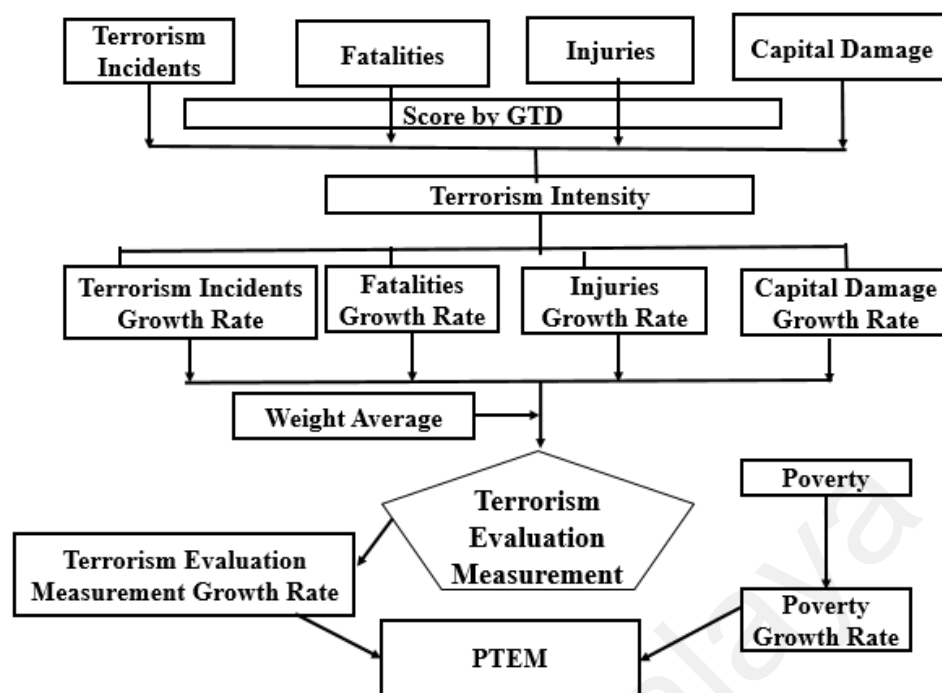 Terrorism
Incidents
Fatalities
Injuries
Capital Damage
Score by GTD
Terrorism Intensity
Terrorism Incidents
Growth Rate
Fatalities
Growth Rate
Injuries
Growth Rate
Capital Damage
Growth Rate
Weight Average
Terrorism
Evaluation
Measurement
Poverty
Terrorism Evaluation
Measurement Growth Rate
Poverty
Growth Rate
PTEM